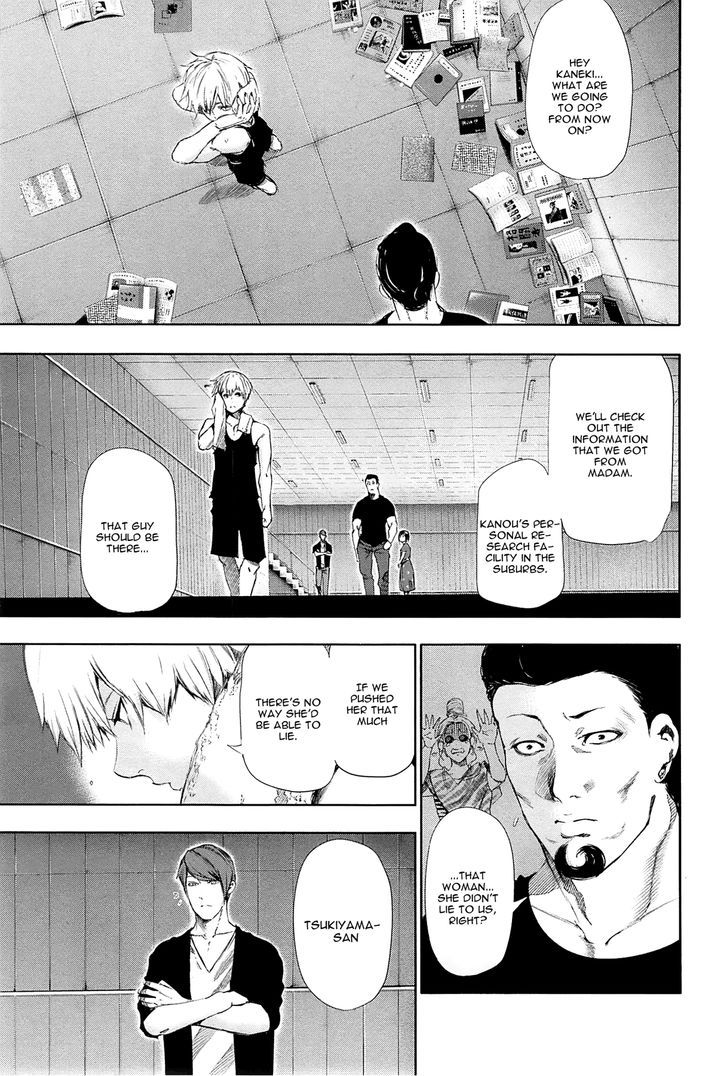 HEY
KANEKI...
WHAT ARE
WE GOING
TO DO?
FROM NOW
ON?
WE'LL CHECK
OUT THE
INFORMATION
THAT WE GOT
FROM
MADAM.
KANOU'S PER-
SONAL RE-
SEARCH FA-
CILITY IN THE
SUBURBS.
THAT GUY
SHOULD BE
THERE...
...THAT
WOMAN...
SHE DIDN'T
LIE TO US,
RIGHT?
IF WE
PUSHED
HER THAT
MUCH
THERE'S NO
WAY SHE'D
BE ABLE TO
LIE.
TSUKIYAMA-
SAN